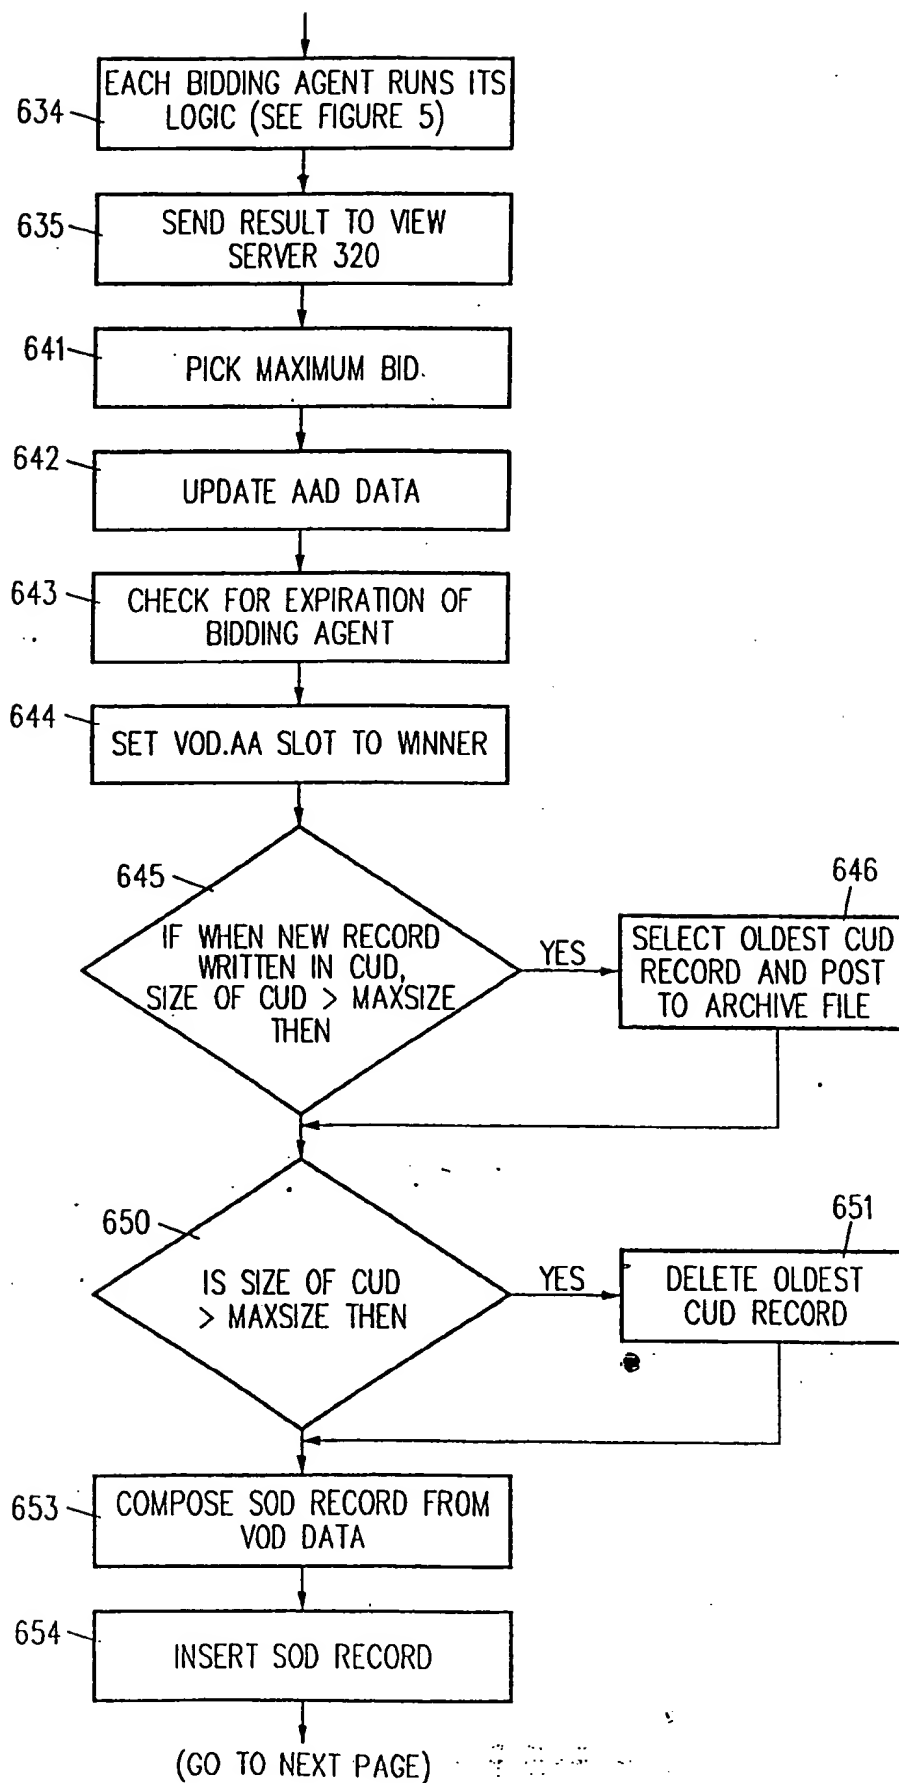 EACH BIDDING AGENT RUNS ITS
LOGIC (SEE FIGURE 5)
634
SEND RESULT TO VIEW
SERVER 320
635
641
PICK MAXIMUM BID
642
UPDATE AAD DATA
643
CHECK FOR EXPIRATION OF
BIDDING AGENT
644
SET VOD.AA SLOT TO WINNER
645
IF WHEN NEW RECORD
WRITTEN IN CUD,
SIZE OF CUD > MAXSIZE
THEN
YES
646
SELECT OLDEST CUD
RECORD AND POST
TO ARCHIVE FILE
650
IS SIZE OF CUD
> MAXSIZE THEN
YES
651
DELETE OLDEST
CUD RECORD
653
COMPOSE SOD RECORD FROM
VOD DATA
654
INSERT SOD RECORD
(GO TO NEXT PAGE)